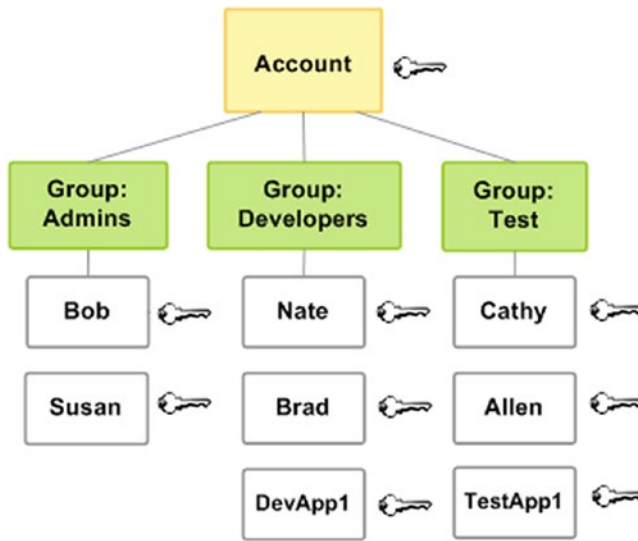 Account
Group:
Admins
Group:
Developers
Group:
Test
Bob
Nate
Cathy
Susan
Brad
Allen
DevApp1
TestApp1